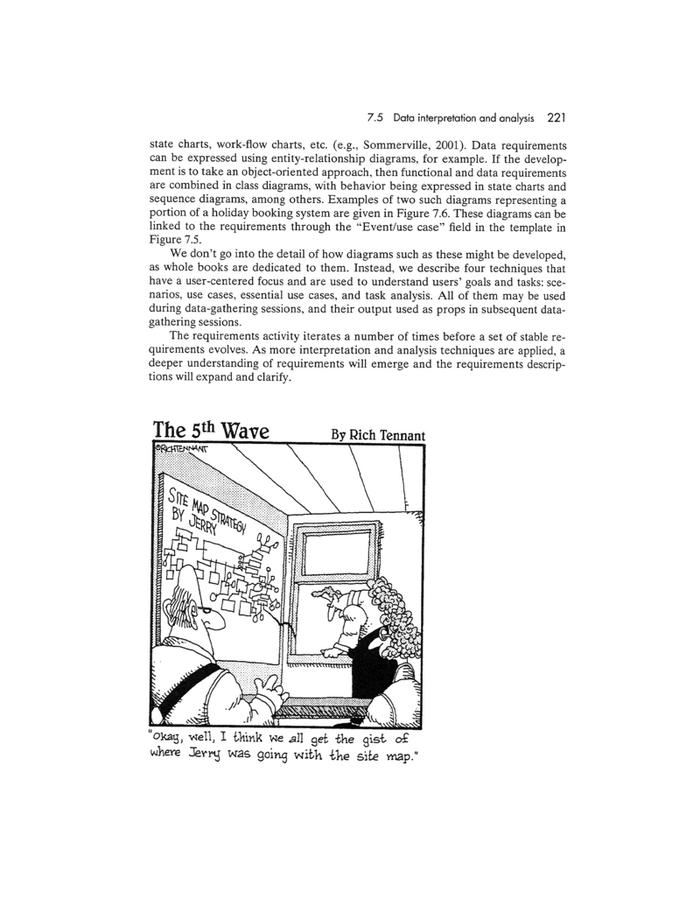 7.5 Data interpretation and analysis 221
state charts, work-flow charts, etc. (e.g., Sommerville, 2001). Data requirements
can be expressed using entity-relationship diagrams, for example. If the develop-
ment is to take an object-oriented approach, then functional and data requirements
are combined in class diagrams, with behavior being expressed in state charts and
sequence diagrams, among others. Examples of two such diagrams representing a
portion of a holiday booking system are given in Figure 7.6. These diagrams can be
linked to the requirements through the “Event/use case” field in the template in
Figure 7.5.
We don’t go into the detail of how diagrams such as these might be developed,
as whole books are dedicated to them. Instead, we describe four techniques that
have a user-centered focus and are used to understand users’ goals and tasks: sce-
narios, use cases, essential use cases, and task analysis. All of them may be used
during data-gathering sessions, and their output used as props in subsequent data-
gathering sessions.
The requirements activity iterates a number of times before a set of stable re-
quirements evolves. As more interpretation and analysis techniques are applied, a
deeper understanding of requirements will emerge and the requirements descrip-
tions will expand and clarify.
The 5th Wave By Rich Tennant
©RICHTENNANT
SITE MAP STRATEGY
BY JERRY
"Okay, well, I think we all get the gist of
where Jerry was going with the site map."